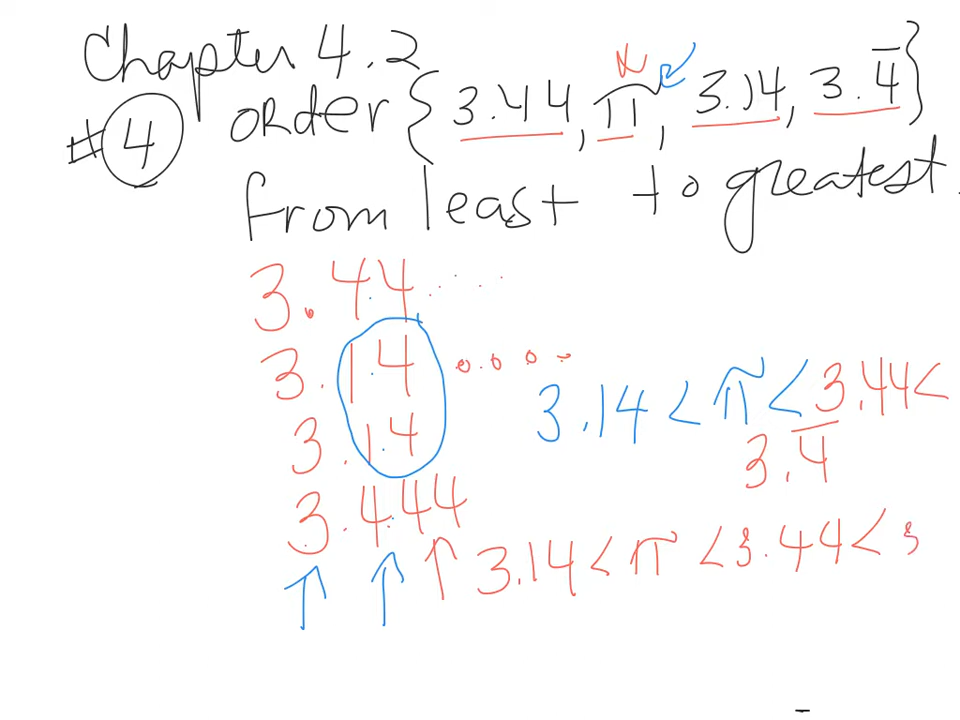 Chapter 4.2
#4 order {3.44, π, 3.14, 3.4̅}
from least to greatest.
3.44.....
3.14....
3.14
3.444
3.14 < π < 3.44 <
3.4̅
3.14 < π < 3.44 < 3